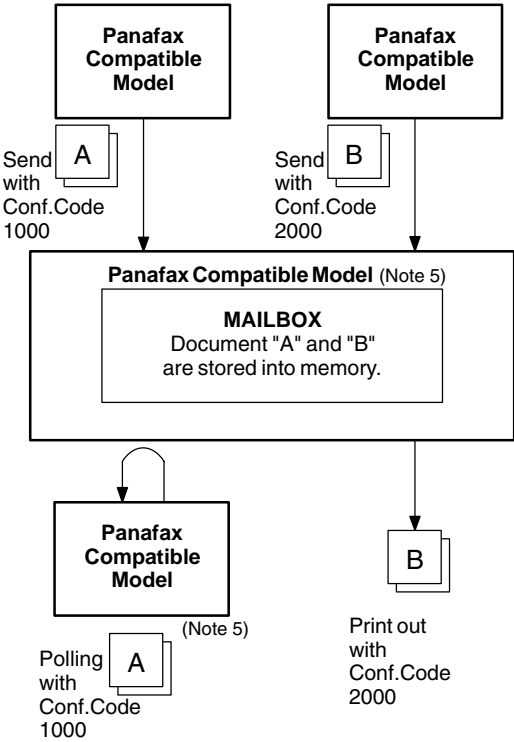 Panafax
Compatible
Model
Panafax
Compatible
Model
A
Send
with
Conf.Code
1000
B
Send
with
Conf.Code
2000
Panafax Compatible Model (Note 5)
MAILBOX
Document "A" and "B"
are stored into memory.
Panafax
Compatible
Model
(Note 5)
A
Polling
with
Conf.Code
1000
B
Print out
with
Conf.Code
2000